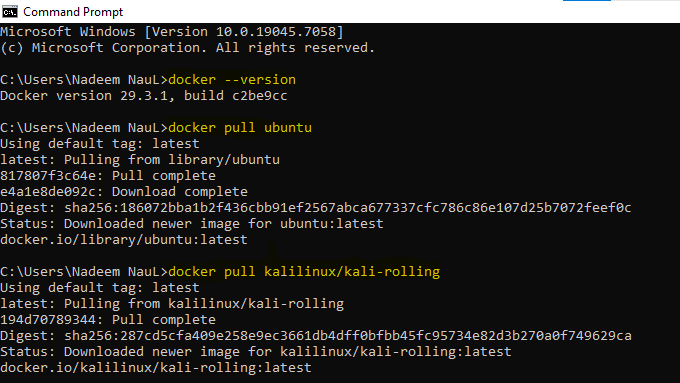 Command Prompt
Microsoft Windows [Version 10.0.19045.7058]
(c) Microsoft Corporation. All rights reserved.
C:\Users\Nadeem NauL>docker --version
Docker version 29.3.1, build c2be9cc
C:\Users\Nadeem NauL>docker pull ubuntu
Using default tag: latest
latest: Pulling from library/ubuntu
817807f3c64e: Pull complete
e4a1e8de092c: Download complete
Digest: sha256:186072bba1b2f436cbb91ef2567abca677337cfc786c86e107d25b7072feef0c
Status: Downloaded newer image for ubuntu:latest
docker.io/library/ubuntu:latest
C:\Users\Nadeem NauL>docker pull kalilinux/kali-rolling
Using default tag: latest
latest: Pulling from kalilinux/kali-rolling
194d70789344: Pull complete
Digest: sha256:287cd5cfa409e258e9ec3661db4dff0bfbb45fc95734e82d3b270a0f749629ca
Status: Downloaded newer image for kalilinux/kali-rolling:latest
docker.io/kalilinux/kali-rolling:latest